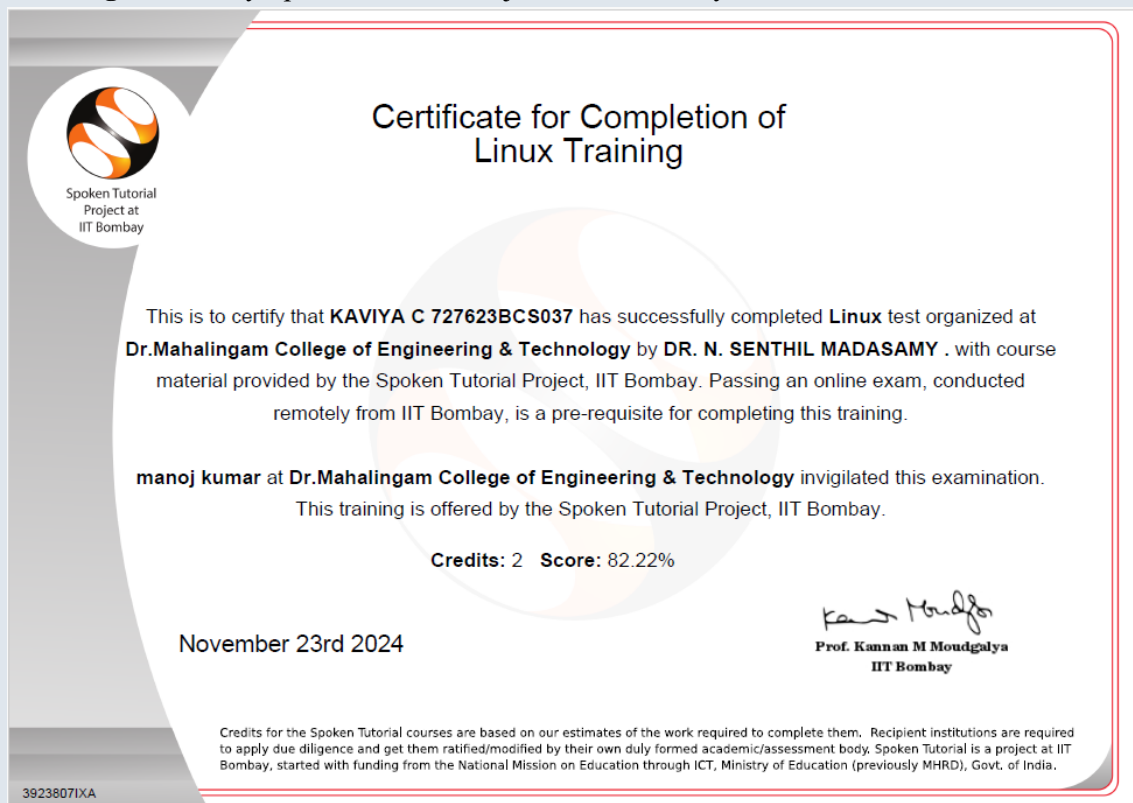 Certificate for Completion of
Linux Training
Spoken Tutorial
Project at
IIT Bombay
This is to certify that KAVIYA C 727623BCS037 has successfully completed Linux test organized at
Dr.Mahalingam College of Engineering & Technology by DR. N. SENTHIL MADASAMY . with course
material provided by the Spoken Tutorial Project, IIT Bombay. Passing an online exam, conducted
remotely from IIT Bombay, is a pre-requisite for completing this training.
manoj kumar at Dr.Mahalingam College of Engineering & Technology invigilated this examination.
This training is offered by the Spoken Tutorial Project, IIT Bombay.
Credits: 2 Score: 82.22%
November 23rd 2024
Prof. Kannan M Moudgalya
IIT Bombay
Credits for the Spoken Tutorial courses are based on our estimates of the work required to complete them. Recipient institutions are required
to apply due diligence and get them ratified/modified by their own duly formed academic/assessment body. Spoken Tutorial is a project at IIT
Bombay, started with funding from the National Mission on Education through ICT, Ministry of Education (previously MHRD), Govt. of India.
3923807IXA